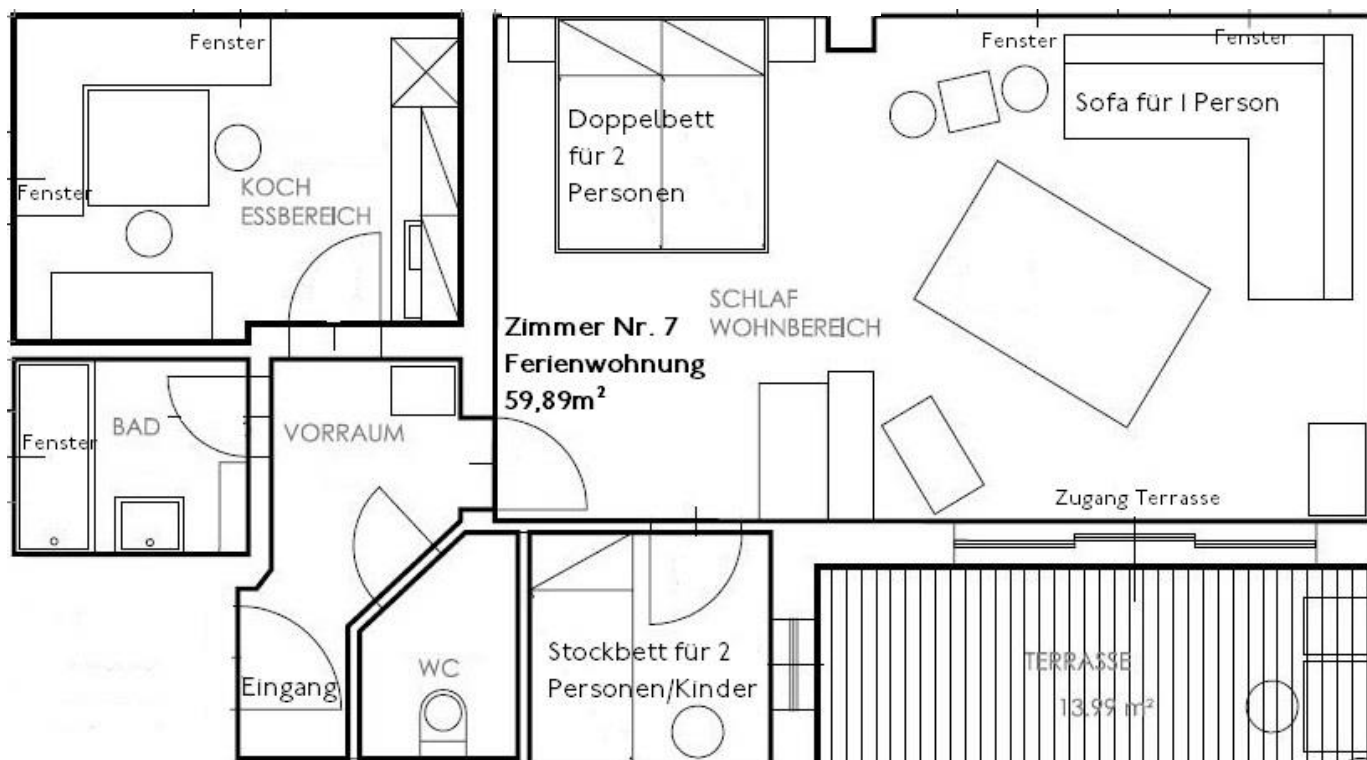 Fenster
Fenster
Fenster
Doppelbett
für 2
Personen
Sofa für 1 Person
Fenster
KOCH
ESSBEREICH
SCHLAF
WOHNBEREICH
Zimmer Nr. 7
Ferienwohnung
59,89m²
Fenster
BAD
VORRAUM
Zugang Terrasse
Eingang
WC
Stockbett für 2
Personen/Kinder
TERRASSE
13.99 m²